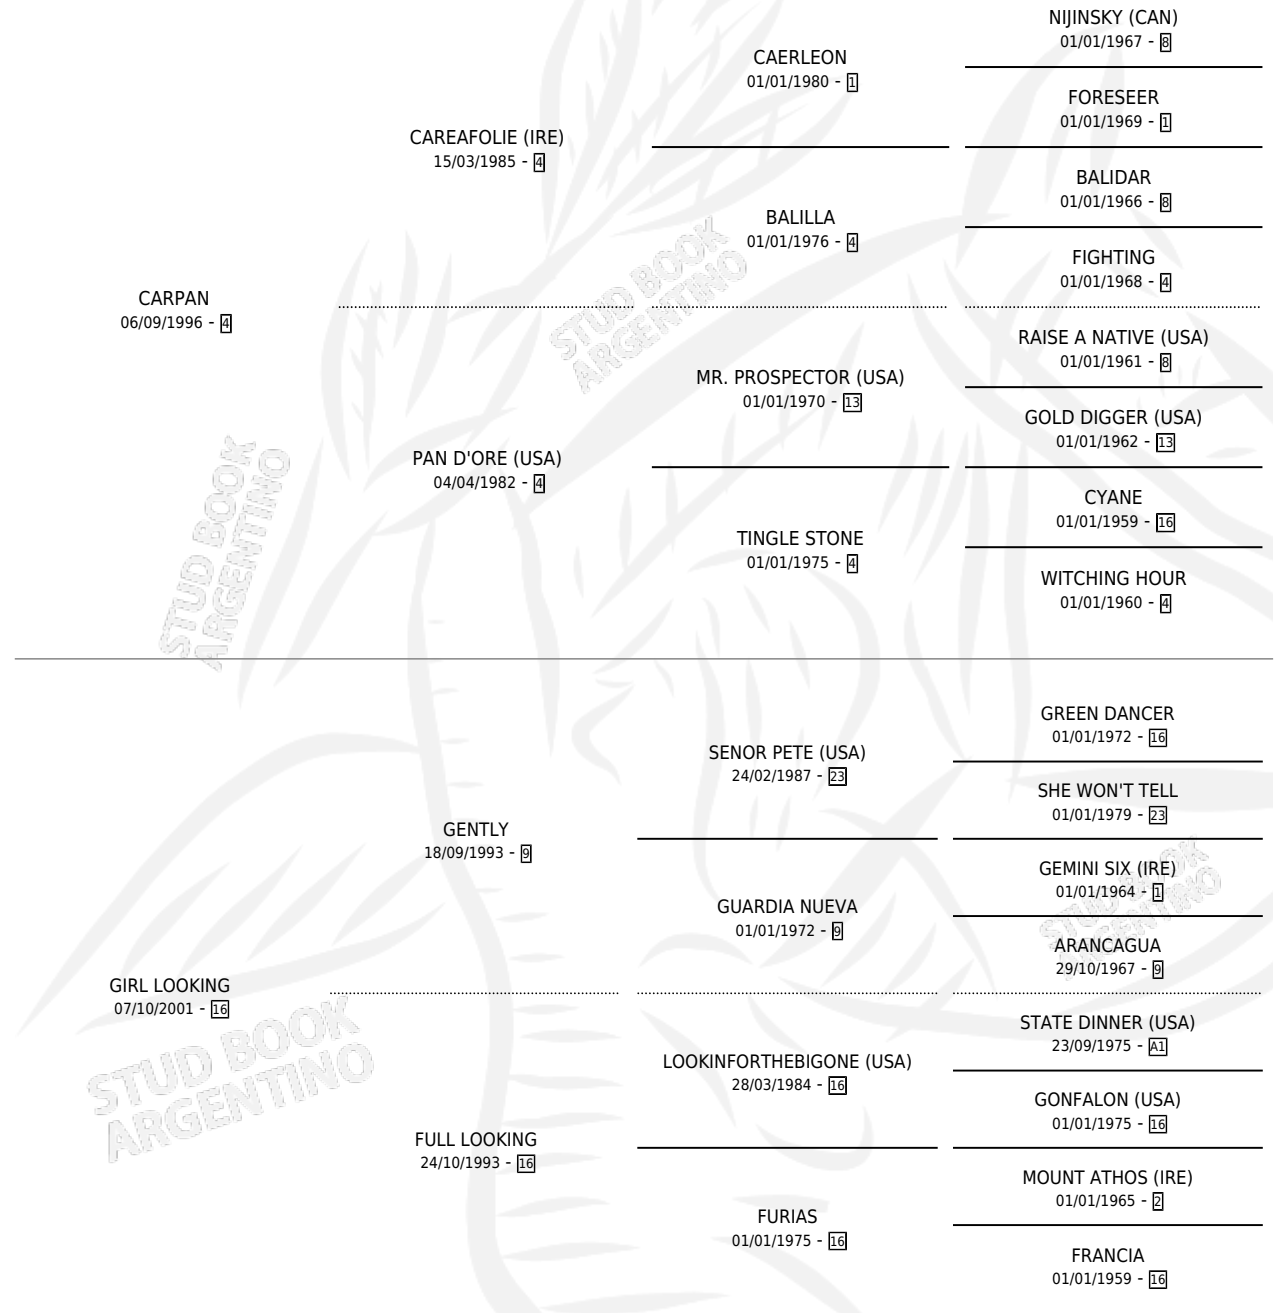 NIJINSKY (CAN)
01/01/1967 - 8
CAERLEON
01/01/1980 - 1
FORESEER
01/01/1969 - 1
CAREAFOLIE (IRE)
15/03/1985 - 4
BALIDAR
01/01/1966 - 8
BALILLA
01/01/1976 - 4
FIGHTING
01/01/1968 - 4
CARPAN
06/09/1996 - 4
RAISE A NATIVE (USA)
01/01/1961 - 8
MR. PROSPECTOR (USA)
01/01/1970 - 13
GOLD DIGGER (USA)
01/01/1962 - 13
PAN D'ORE (USA)
04/04/1982 - 4
CYANE
01/01/1959 - 16
TINGLE STONE
01/01/1975 - 4
WITCHING HOUR
01/01/1960 - 4
GREEN DANCER
01/01/1972 - 16
SENOR PETE (USA)
24/02/1987 - 23
SHE WON'T TELL
01/01/1979 - 23
GENTLY
18/09/1993 - 9
GEMINI SIX (IRE)
01/01/1964 - 1
GUARDIA NUEVA
01/01/1972 - 9
ARANCAGUA
29/10/1967 - 9
GIRL LOOKING
07/10/2001 - 16
STATE DINNER (USA)
23/09/1975 - A1
LOOKINFORTHEBIGONE (USA)
28/03/1984 - 16
GONFALON (USA)
01/01/1975 - 16
FULL LOOKING
24/10/1993 - 16
MOUNT ATHOS (IRE)
01/01/1965 - 2
FURIAS
01/01/1975 - 16
FRANCIA
01/01/1959 - 16
STUD BOOK
ARGENTINO
STUD BOOK
ARGENTINO
STUD BOOK
ARGENTINO
STUD BOOK
ARGENTINO